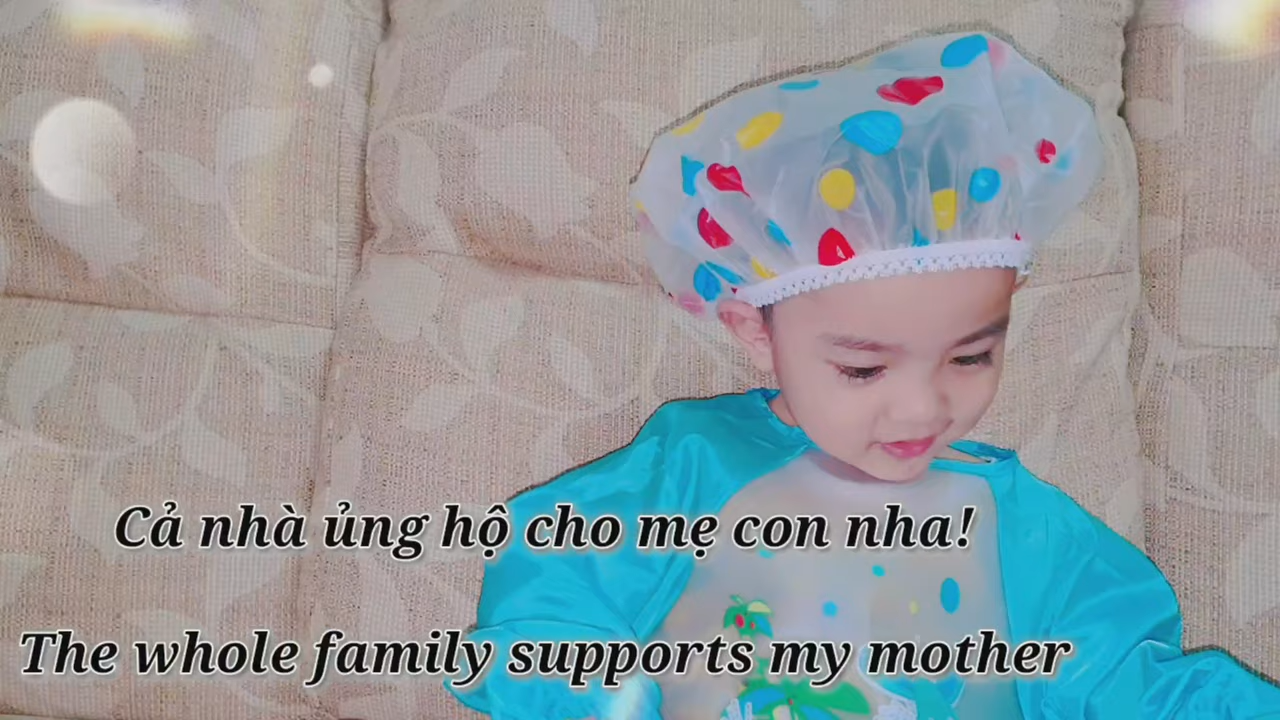 Cả nhà ủng hộ cho mẹ con nha!
The whole family supports my mother